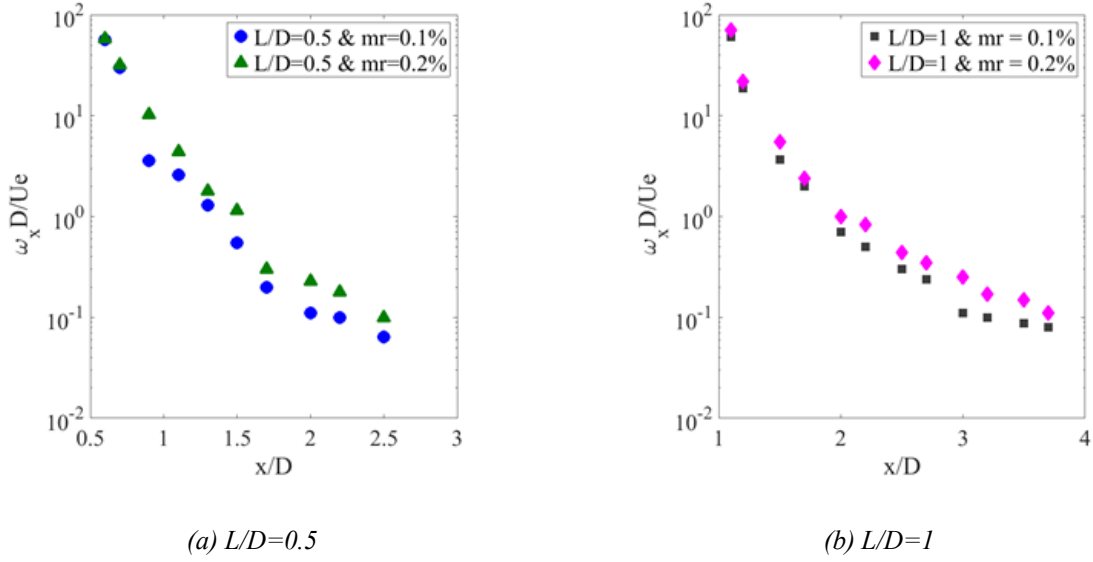 10^2
10^1
10^0
10^-1
10^-2
ω_x D/Ue
L/D=0.5 & mr=0.1%
L/D=0.5 & mr=0.2%
0.5 1 1.5 2 2.5 3
x/D
(a) L/D=0.5
10^2
10^1
10^0
10^-1
10^-2
ω_x D/Ue
L/D=1 & mr = 0.1%
L/D=1 & mr = 0.2%
1 2 3 4
x/D
(b) L/D=1